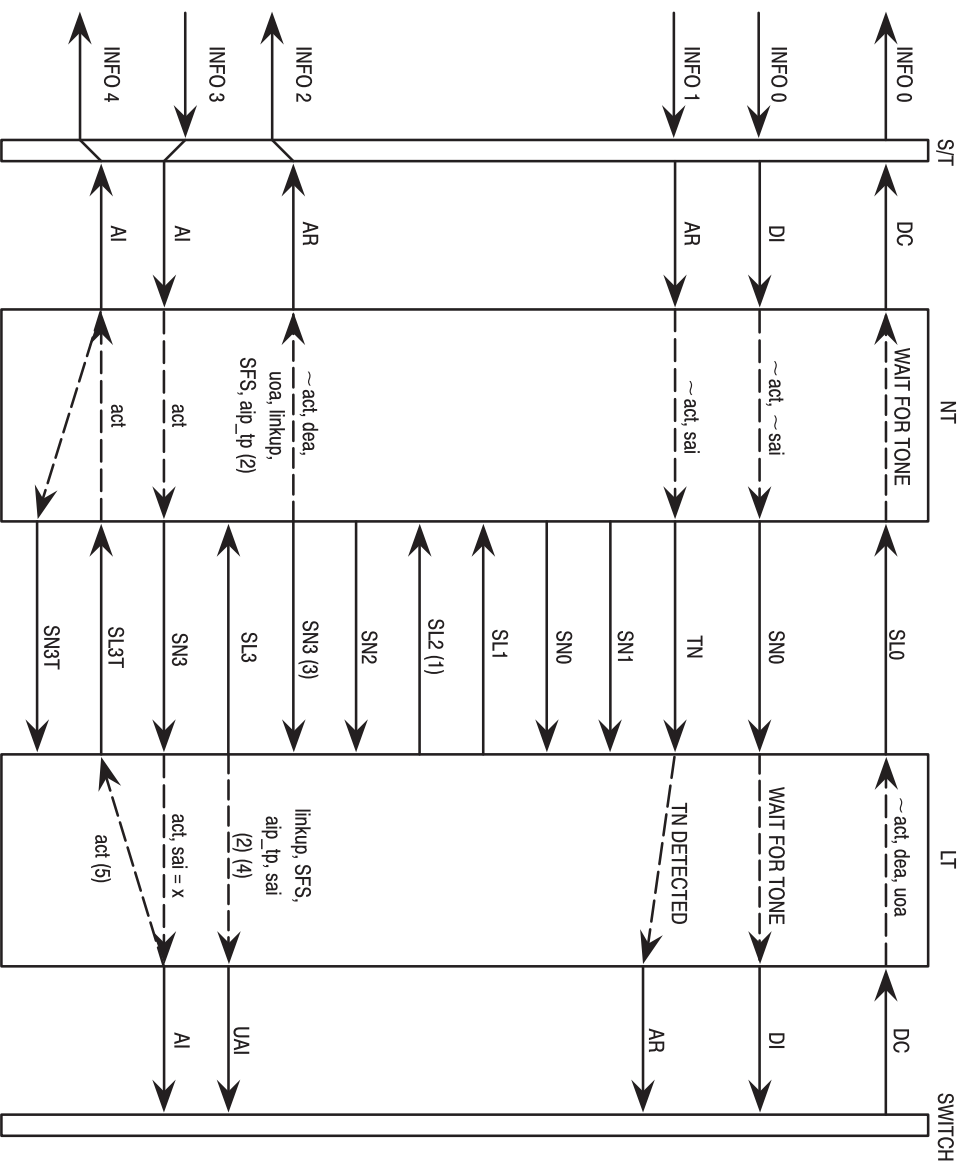 S/T
NT
LT
SWITCH
INFO 0
DC
WAIT FOR TONE
SL0
~ act, dea, uoa
DC
INFO 0
DI
~ act, ~ sai
SN0
WAIT FOR TONE
DI
INFO 1
AR
~ act, sai
TN
TN DETECTED
AR
SN1
SN0
SL1
SL2 (1)
SN2
INFO 2
AR
~ act, dea,
uoa, linkup,
SFS, aip_tp (2)
SN3 (3)
SL3
linkup, SFS,
aip_tp, sai
(2) (4)
UAI
INFO 3
AI
act
SN3
act, sai = x
AI
INFO 4
AI
act
SL3T
act (5)
SN3T